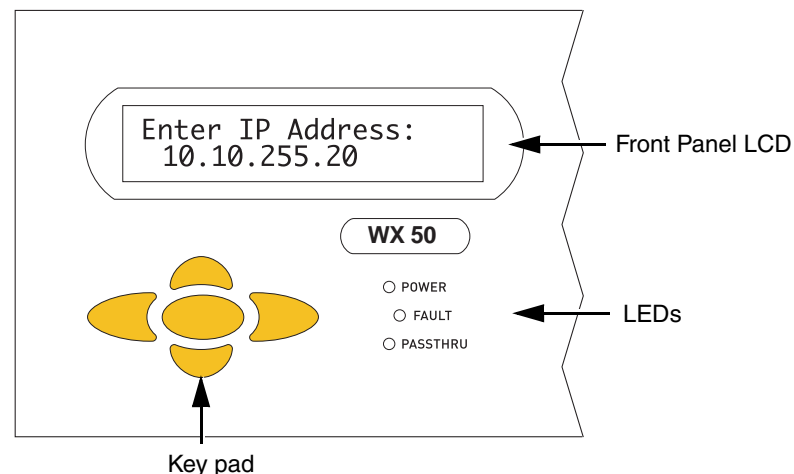 Enter IP Address:
10.10.255.20
Front Panel LCD
WX 50
POWER
FAULT
LEDs
PASSTHRU
Key pad